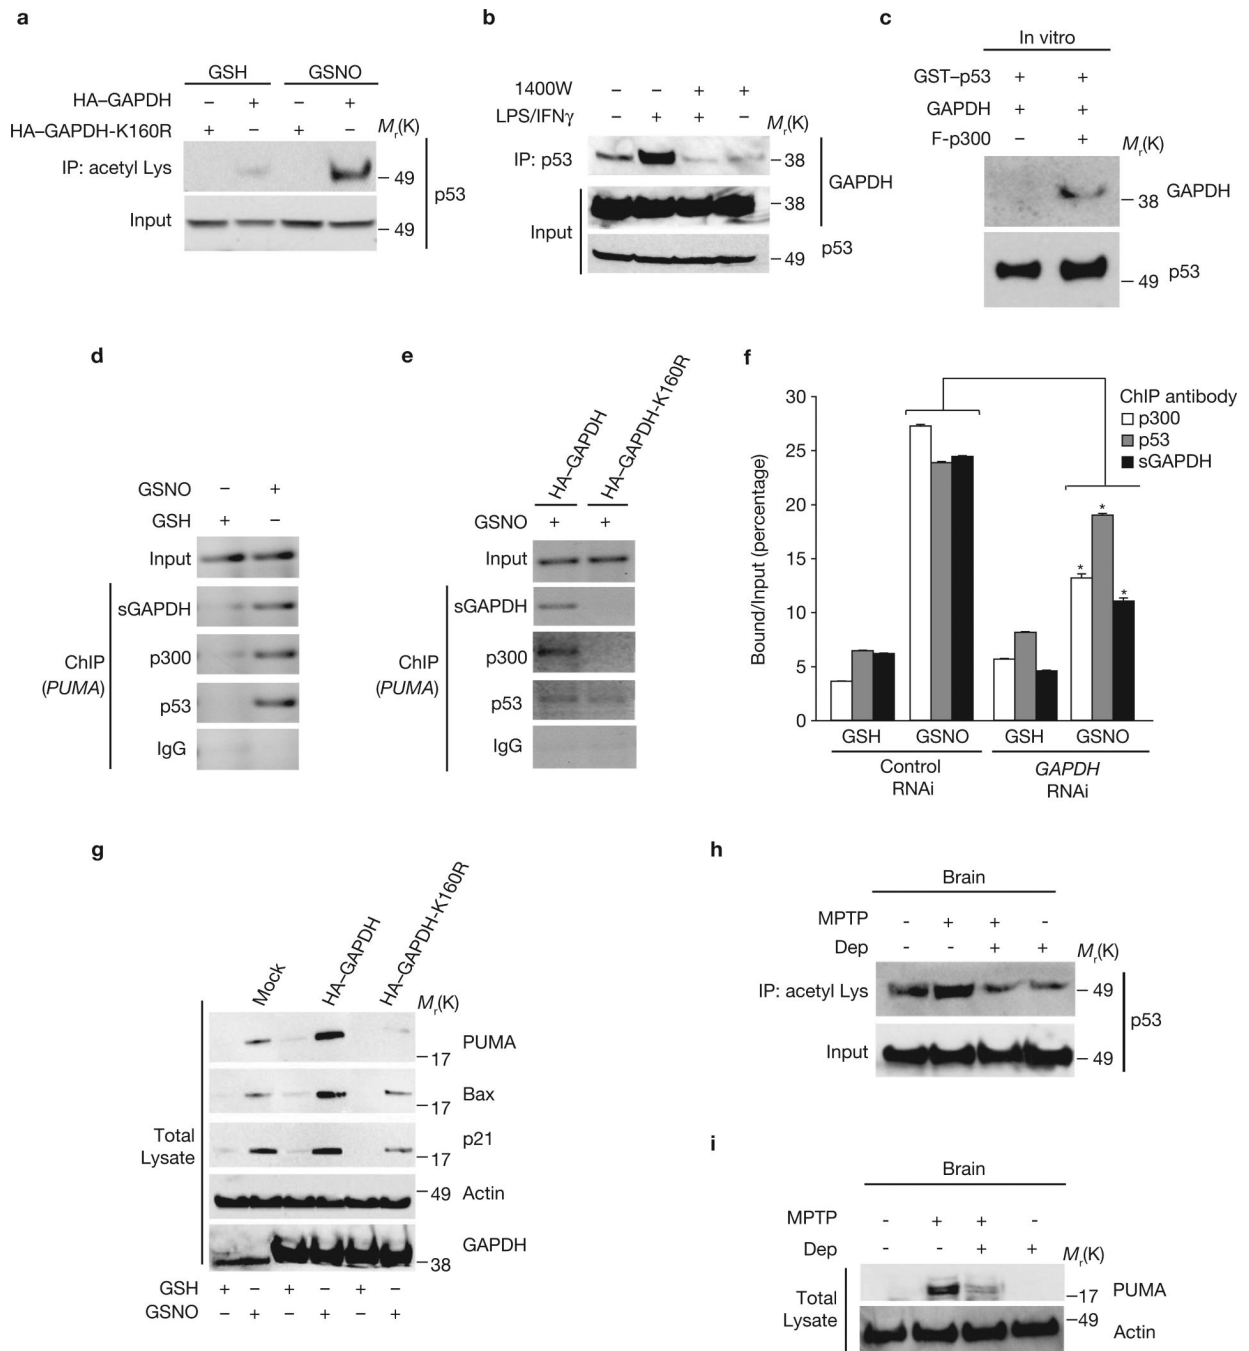 a
GSH GSNO
HA–GAPDH – + – +
HA–GAPDH-K160R + – + – Mr(K)
IP: acetyl Lys – 49
Input – 49
p53
b
1400W – – + +
LPS/IFNγ – + + – Mr(K)
IP: p53 – 38
– 38
GAPDH
Input
– 49 p53
c
In vitro
GST–p53 + +
GAPDH + +
F-p300 – + Mr(K)
– 38 GAPDH
– 49 p53
d
GSNO – +
GSH + –
Input
sGAPDH
p300
p53
IgG
ChIP
(PUMA)
e
HA–GAPDH
HA–GAPDH-K160R
GSNO + +
Input
sGAPDH
p300
p53
IgG
ChIP
(PUMA)
f
Bound/Input (percentage)
30
25
20
15
10
5
0
ChIP antibody
p300
p53
sGAPDH
* * *
GSH GSNO GSH GSNO
Control
RNAi
GAPDH
RNAi
g
Mock
HA–GAPDH
HA–GAPDH-K160R
Mr(K)
– 17 PUMA
– 17 Bax
– 17 p21
– 49 Actin
– 38 GAPDH
Total
Lysate
GSH + – + – + –
GSNO – + – + – +
h
Brain
MPTP - + + -
Dep - - + + Mr(K)
IP: acetyl Lys – 49
Input – 49
p53
i
Brain
MPTP - + + -
Dep - - + + Mr(K)
–17 PUMA
–49
Actin
Total
Lysate